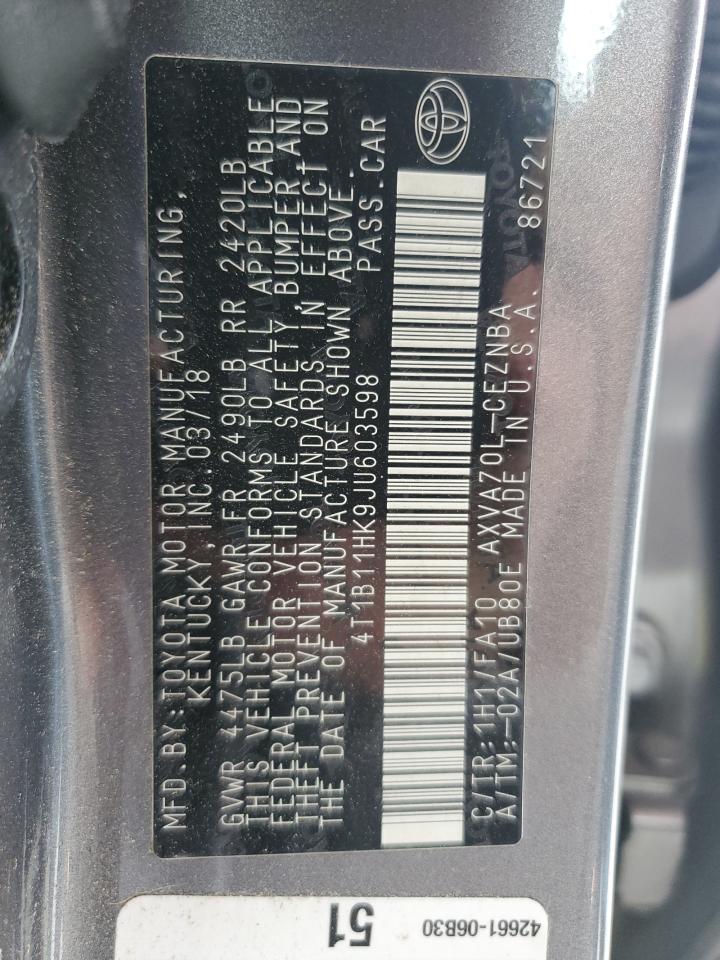 MFD.BY:TOYOTA MOTOR MANUFACTURING,
KENTUCKY, INC.03/18
GVWR 4475LB GAWR FR 2490LB RR 2420LB
THIS VEHICLE CONFORMS TO ALL APPLICABLE
FEDERAL MOTOR VEHICLE SAFETY BUMPER AND
THEFT PREVENTION STANDARDS IN EFFECT ON
THE DATE OF MANUFACTURE SHOWN ABOVE.
4T1B11HK9JU603598 PASS.CAR
C/TR:1H1/FA10 AXVA70L-CEZNBA
A/TM:-02A/UB80E MADE IN U.S.A. 86721
TOYOTA
51
42661-06B30